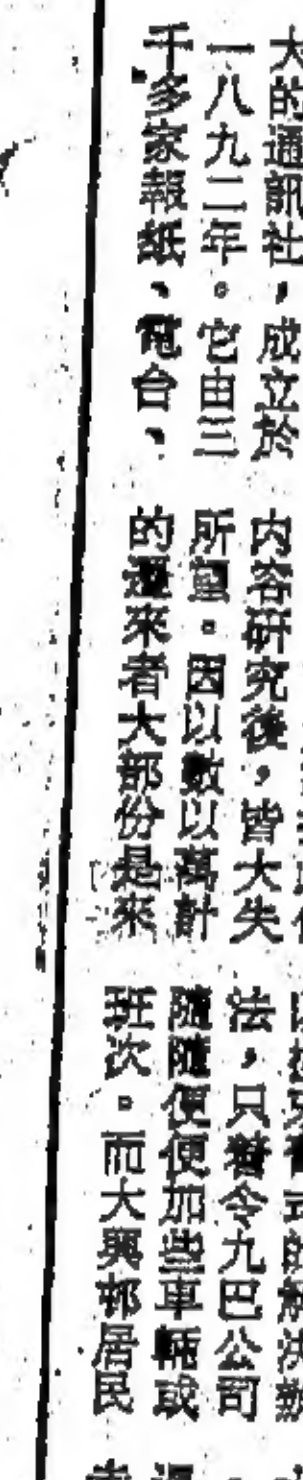 大的通訊社，成立於
一八九二年。它由三
千多家報紙、電台、
內容研究後，皆大失
所望。因以數以萬計
的遷來者大部份是來
法，只着令九巴公司
隨隨便便加些車輛或
班次。而大興邨居民